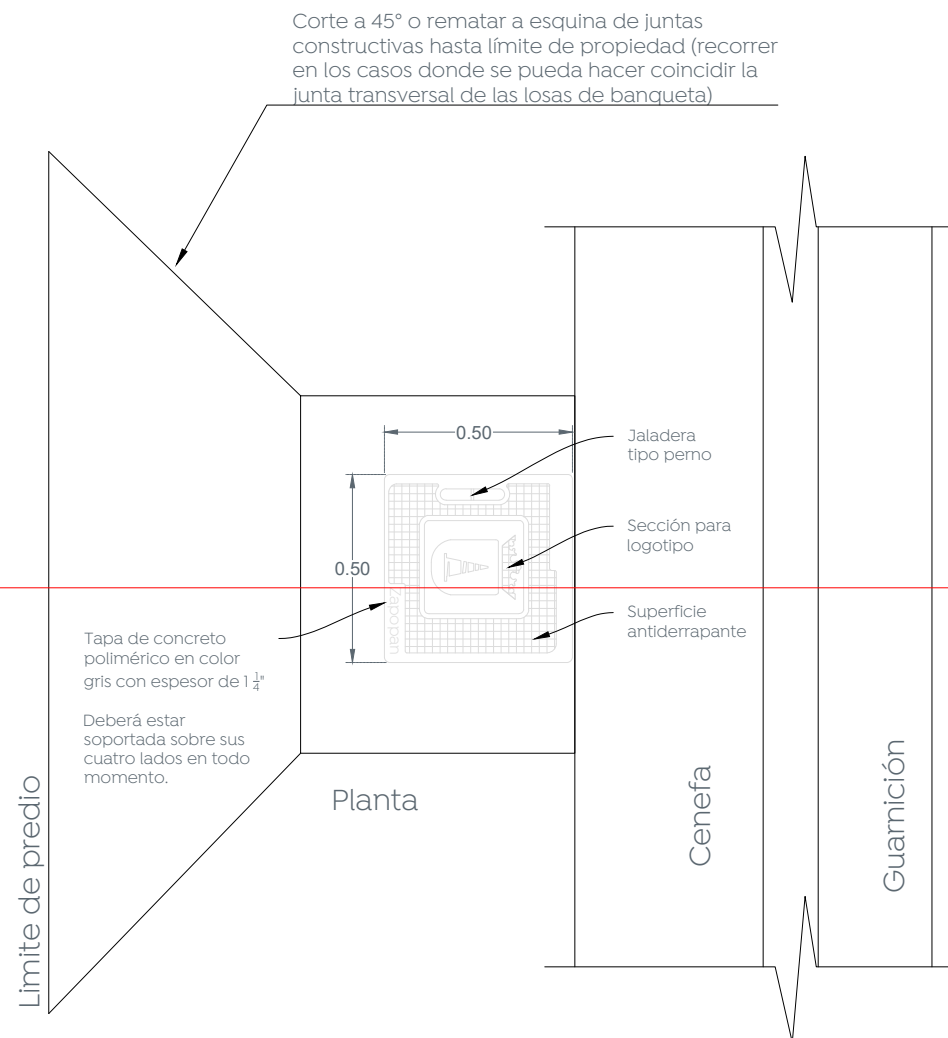 Corte a 45° o rematar a esquina de juntas
constructivas hasta límite de propiedad (recorrer
en los casos donde se pueda hacer coincidir la
junta transversal de las losas de banqueta)
0.50
Jaladera
tipo perno
Sección para
logotipo
0.50
Zapopan
Superficie
antiderrapante
Tapa de concreto
polimérico en color
gris con espesor de 1 1/4"
Deberá estar
soportada sobre sus
cuatro lados en todo
momento.
Planta
Limite de predio
Cenefa
Guarnición